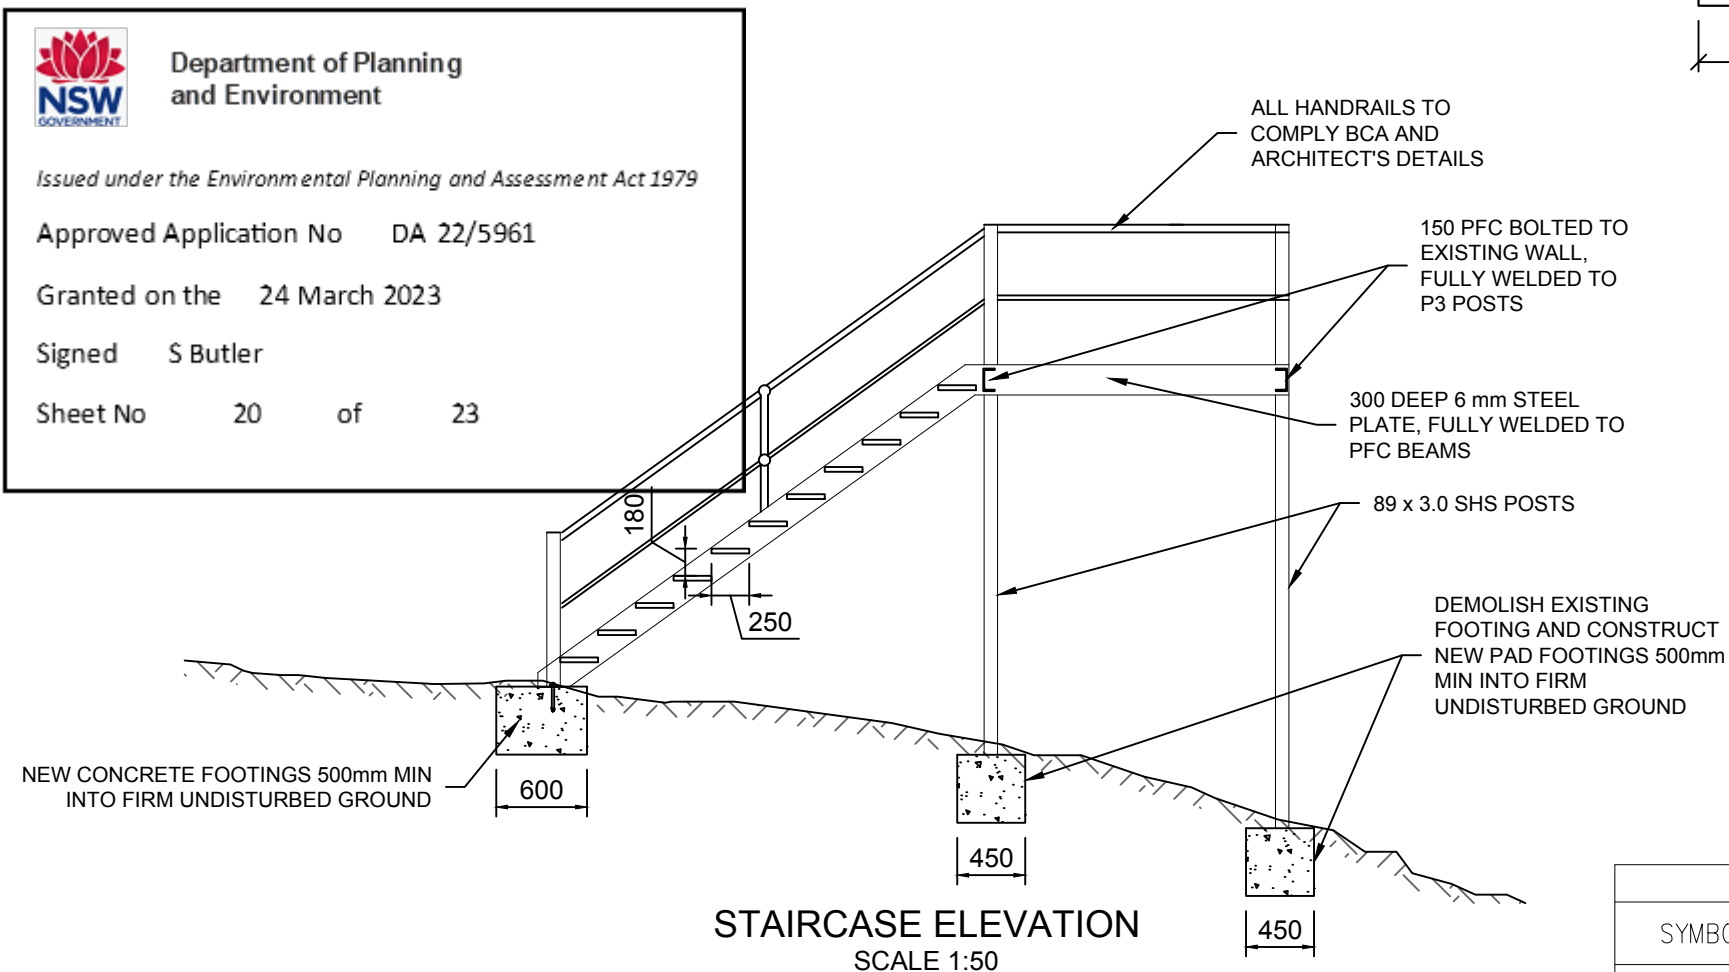 NSW
GOVERNMENT
Department of Planning
and Environment
Issued under the Environmental Planning and Assessment Act 1979
Approved Application No DA 22/5961
Granted on the 24 March 2023
Signed S Butler
Sheet No 20 of 23
ALL HANDRAILS TO
COMPLY BCA AND
ARCHITECT'S DETAILS
150 PFC BOLTED TO
EXISTING WALL,
FULLY WELDED TO
P3 POSTS
300 DEEP 6 mm STEEL
PLATE, FULLY WELDED TO
PFC BEAMS
89 x 3.0 SHS POSTS
180
250
DEMOLISH EXISTING
FOOTING AND CONSTRUCT
NEW PAD FOOTINGS 500mm
MIN INTO FIRM
UNDISTURBED GROUND
NEW CONCRETE FOOTINGS 500mm MIN
INTO FIRM UNDISTURBED GROUND
600
450
450
STAIRCASE ELEVATION
SCALE 1:50